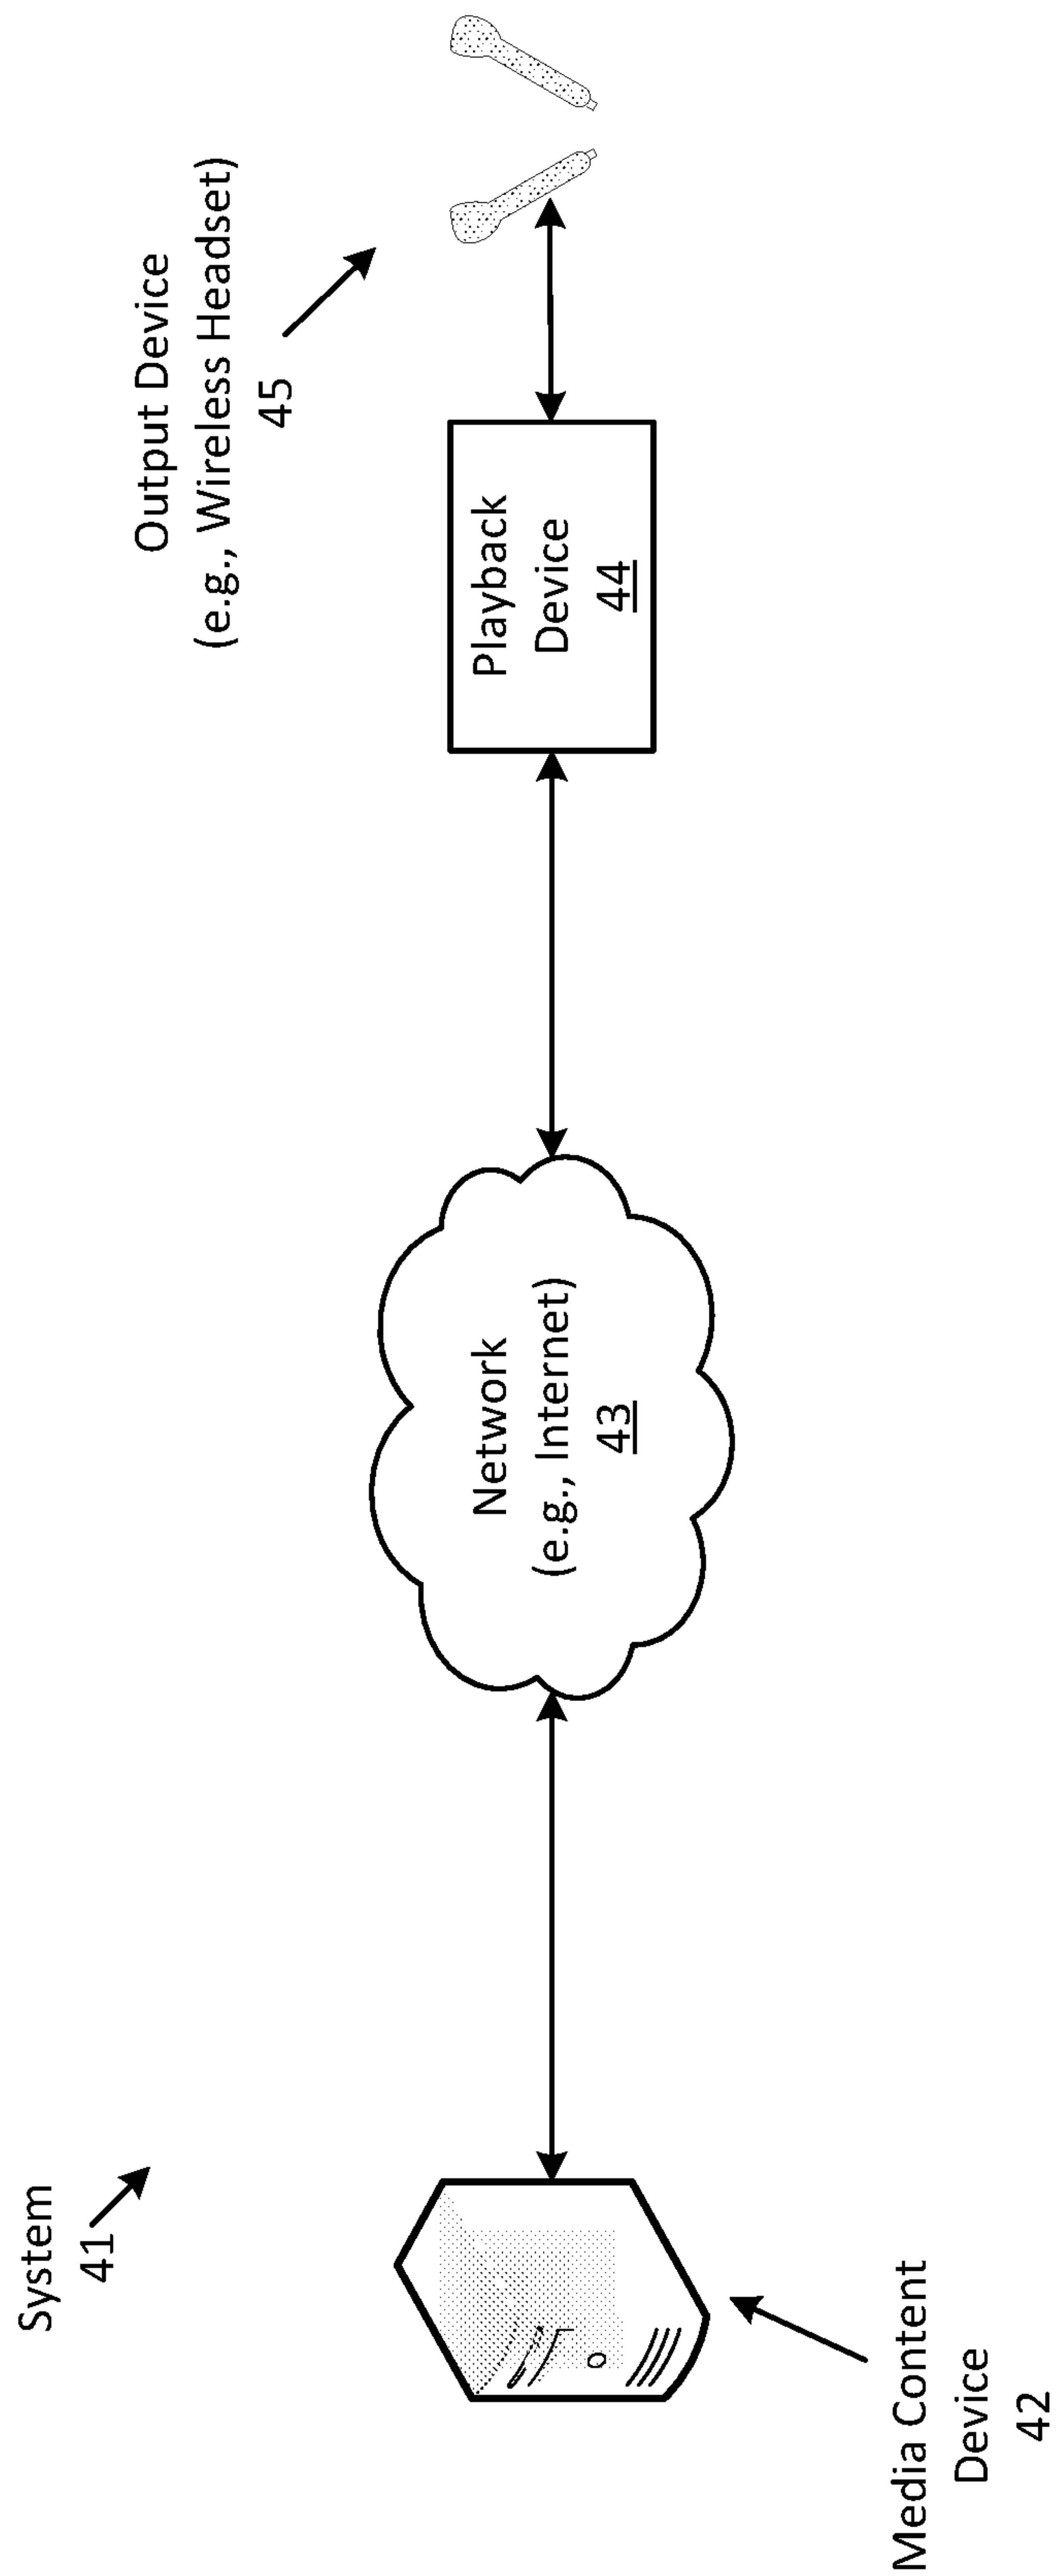 System
41
Media Content
Device
42
Network
(e.g., Internet)
43
Playback
Device
44
Output Device
(e.g., Wireless Headset)
45